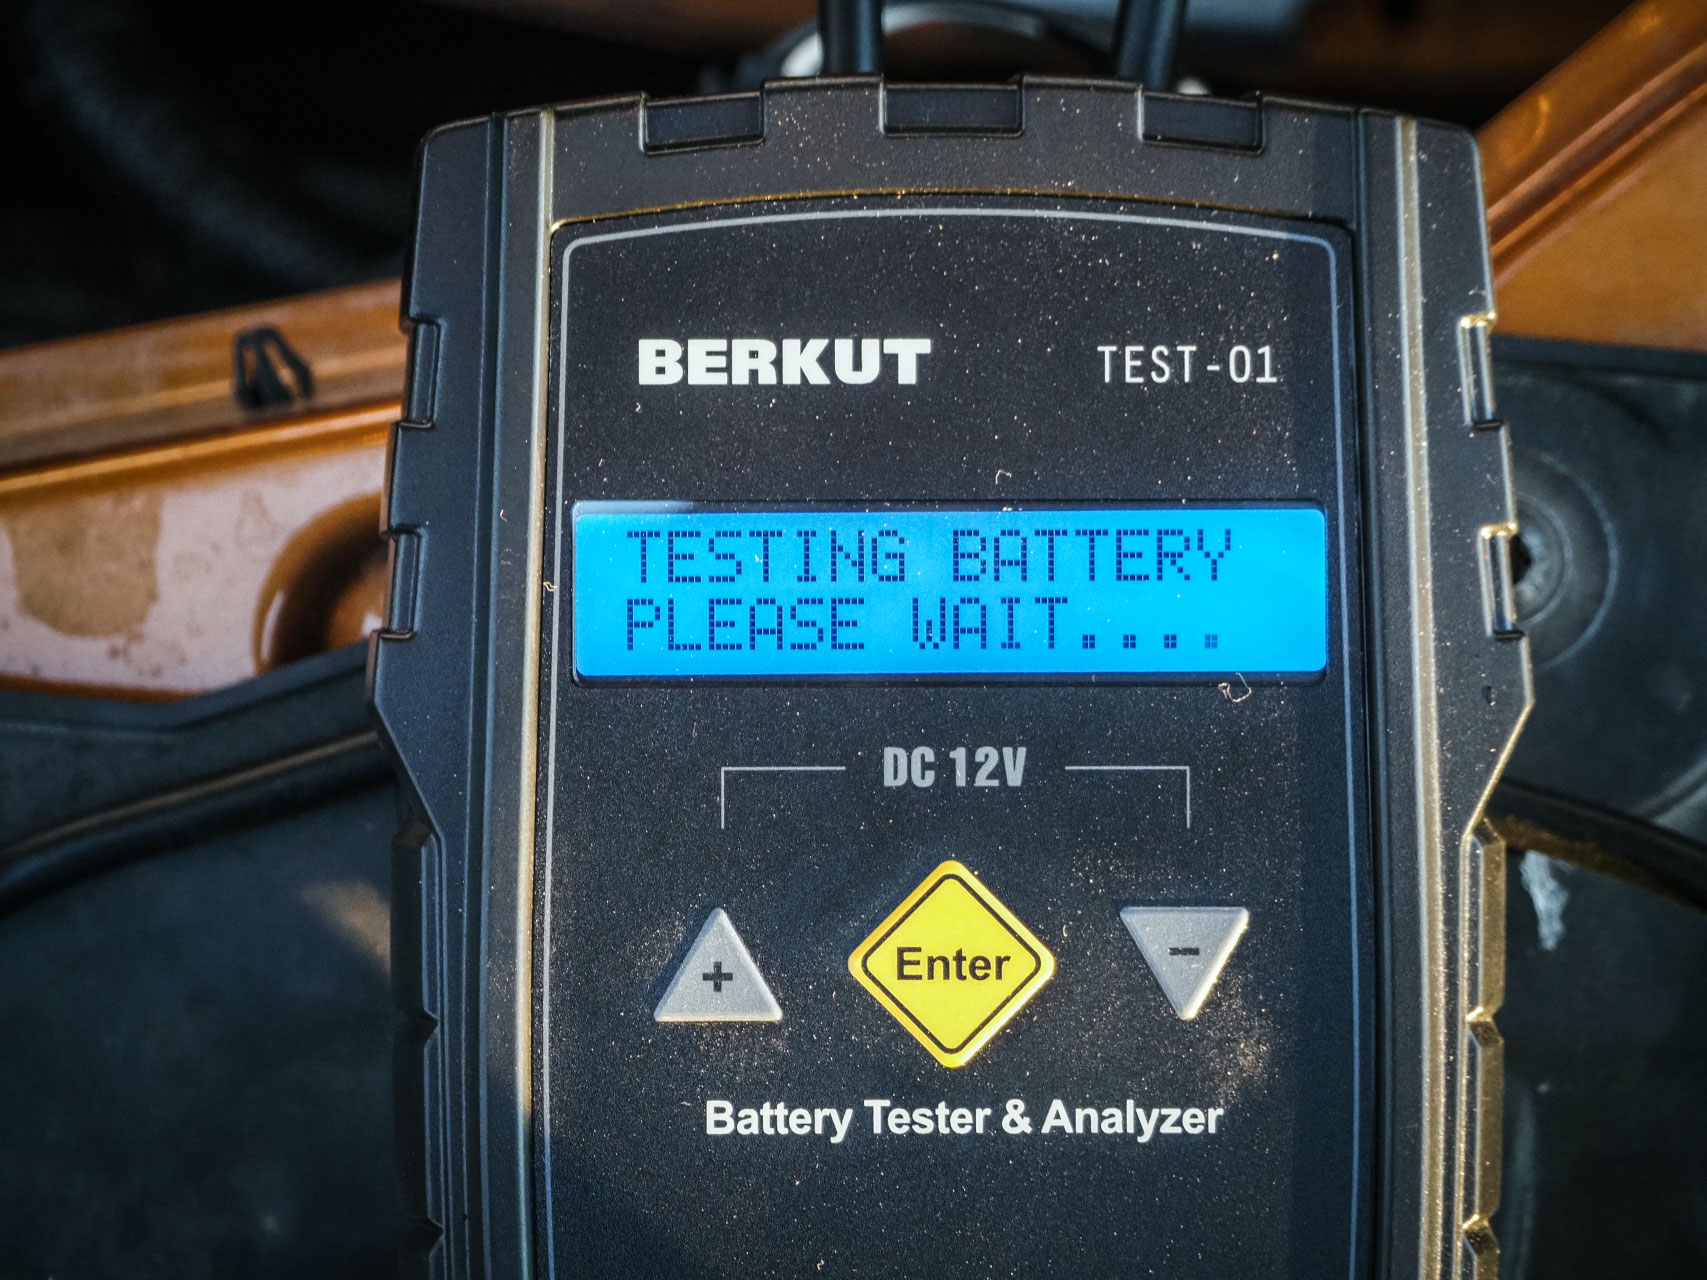 BERKUT TEST-01
TESTING BATTERY
PLEASE WAIT....
DC 12V
+ Enter -
Battery Tester & Analyzer